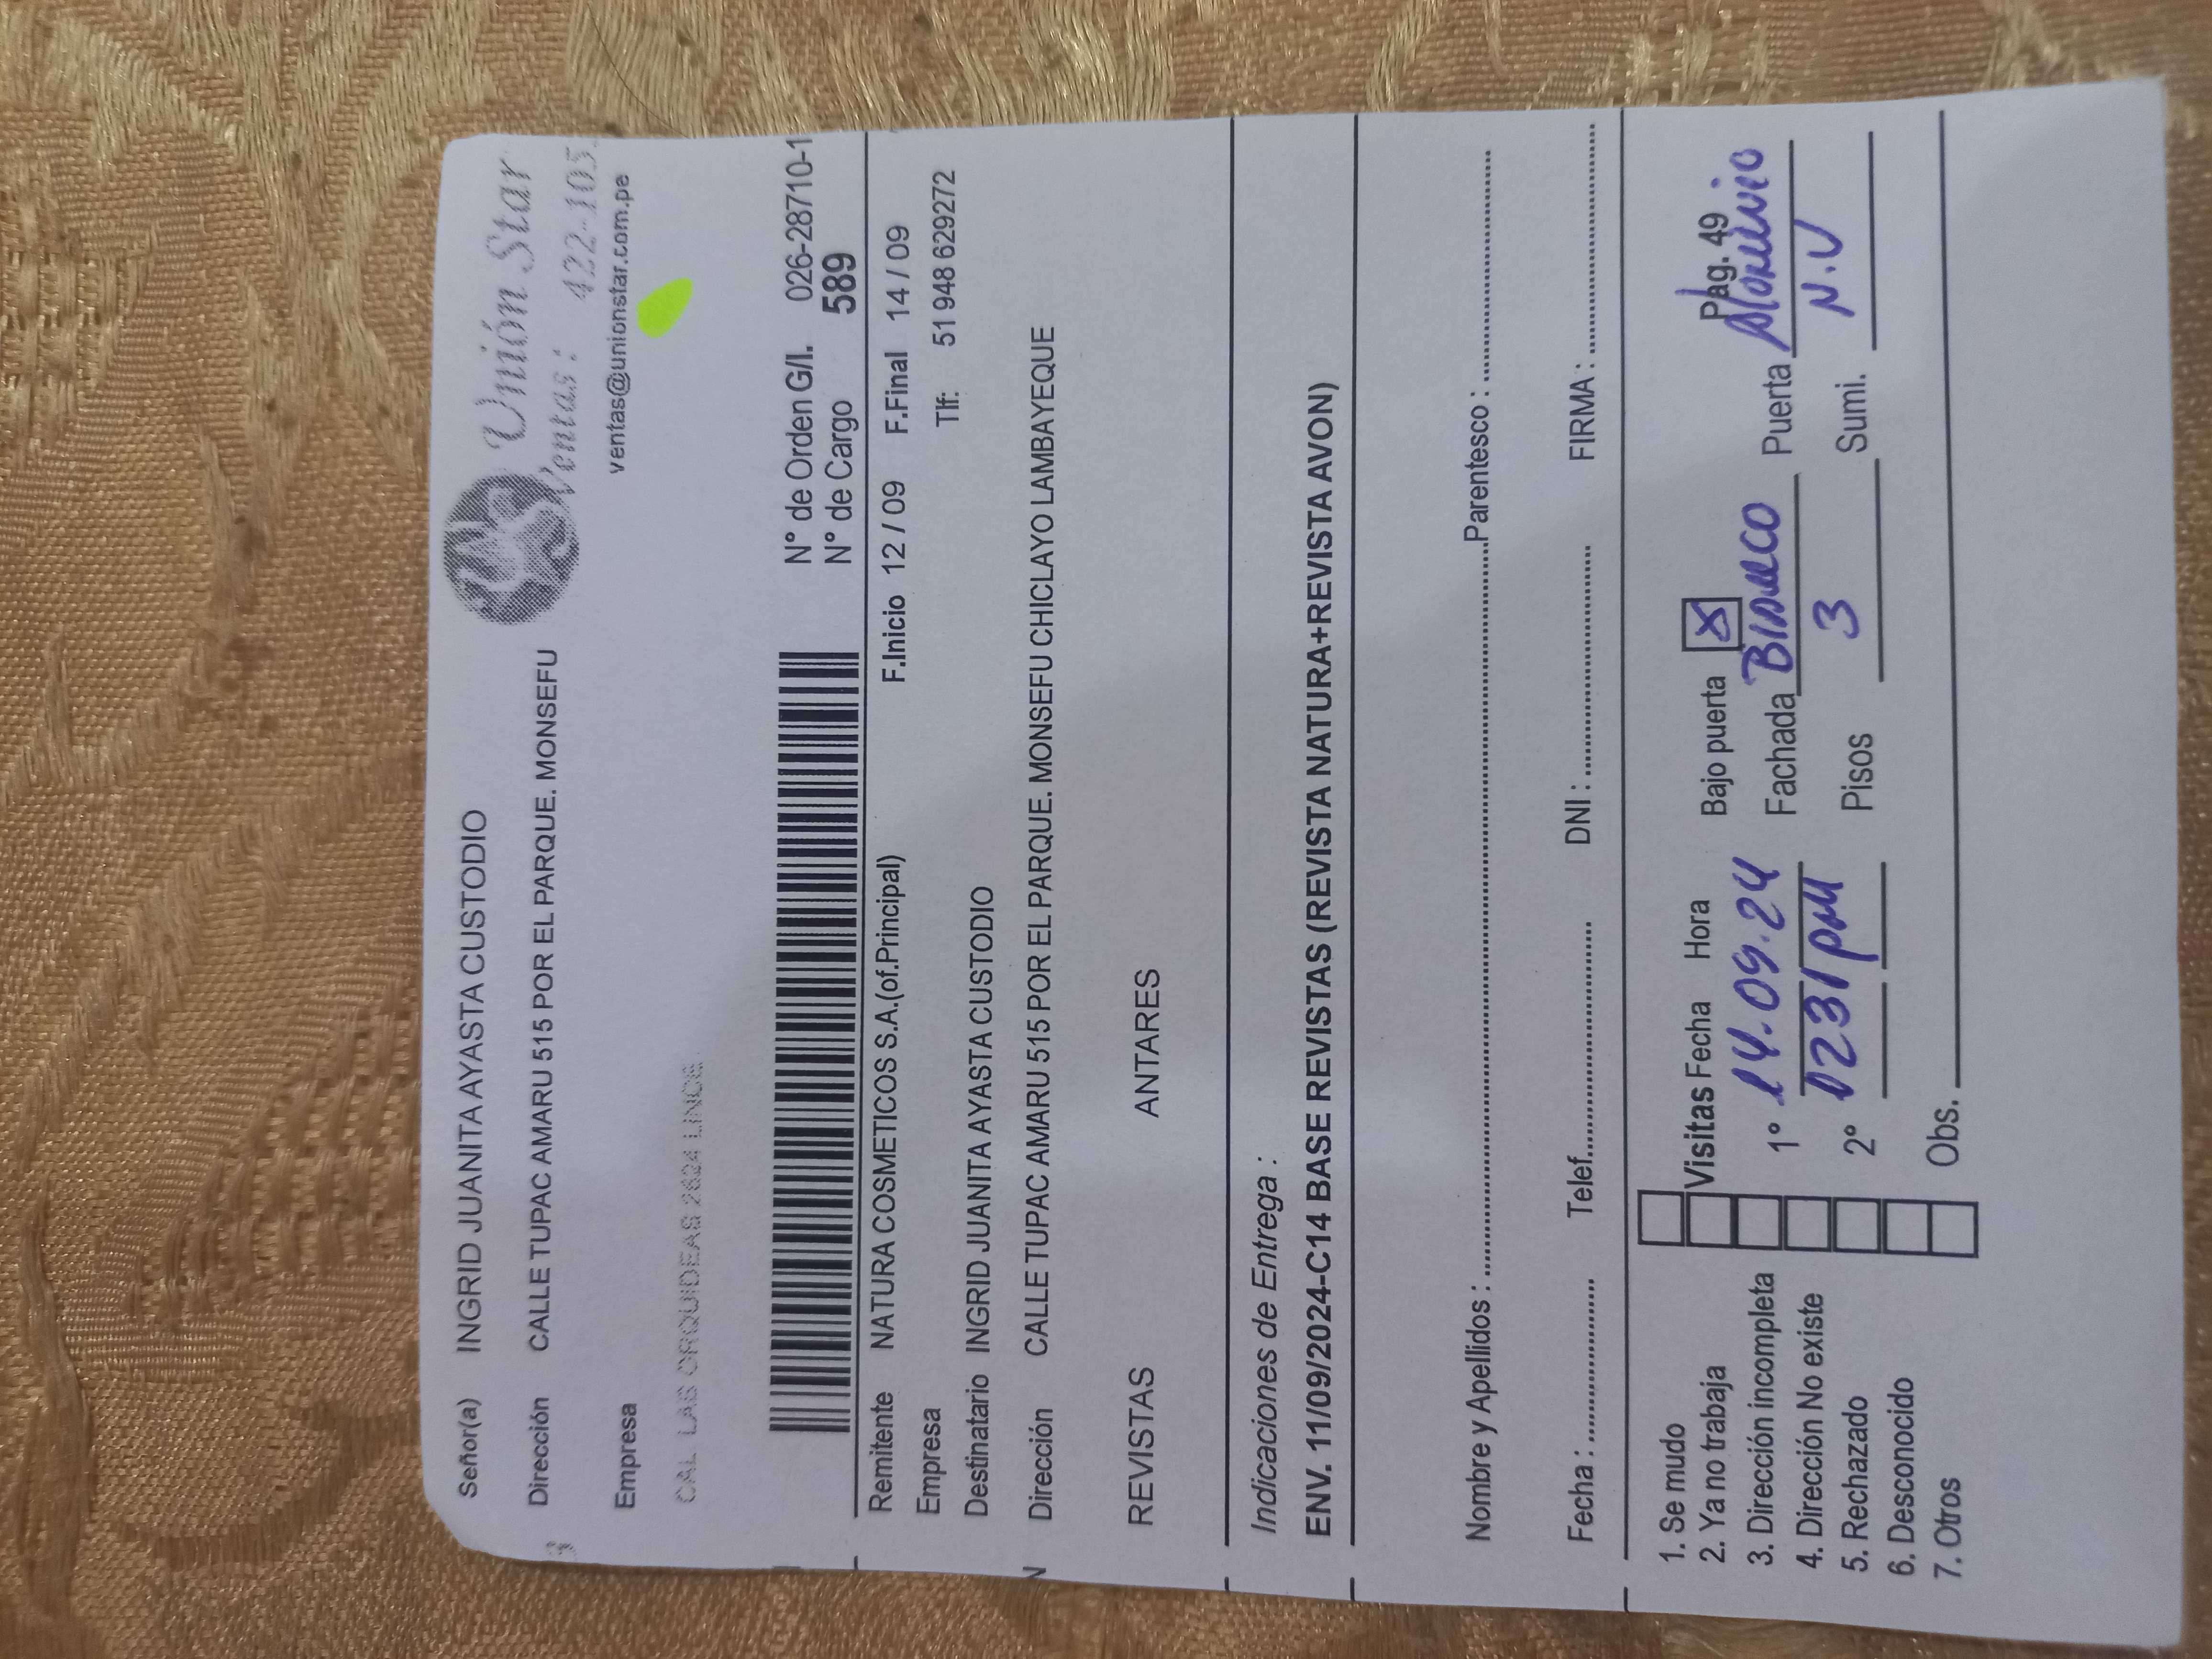 Señor(a) INGRID JUANITA AYASTA CUSTODIO
Unión Star
Dirección CALLE TUPAC AMARU 515 POR EL PARQUE. MONSEFU
Ventas: 422-105
Empresa
ventas@unionstar.com.pe
CAL LAS ORQUIDEAS 2624 LINCE
N° de Orden G/I. 026-28710-1
N° de Cargo 589
Remitente NATURA COSMETICOS S.A.(of.Principal) F.Inicio 12 / 09 F.Final 14 / 09
Empresa Tlf: 51 948 629272
Destinatario INGRID JUANITA AYASTA CUSTODIO
Dirección CALLE TUPAC AMARU 515 POR EL PARQUE. MONSEFU CHICLAYO LAMBAYEQUE
REVISTAS ANTARES
Indicaciones de Entrega :
ENV. 11/09/2024-C14 BASE REVISTAS (REVISTA NATURA+REVISTA AVON)
Nombre y Apellidos : Parentesco :
Fecha : Telef. DNI : FIRMA :
1. Se mudo
2. Ya no trabaja
3. Dirección incompleta
4. Dirección No existe
5. Rechazado
6. Desconocido
7. Otros
Visitas Fecha Hora
1° 14.09.24
2° 0231 pm
Obs.
Bajo puerta X Pág. 49
Fachada Blanco Puerta Aluminio
Pisos 3 Sumi. N.V